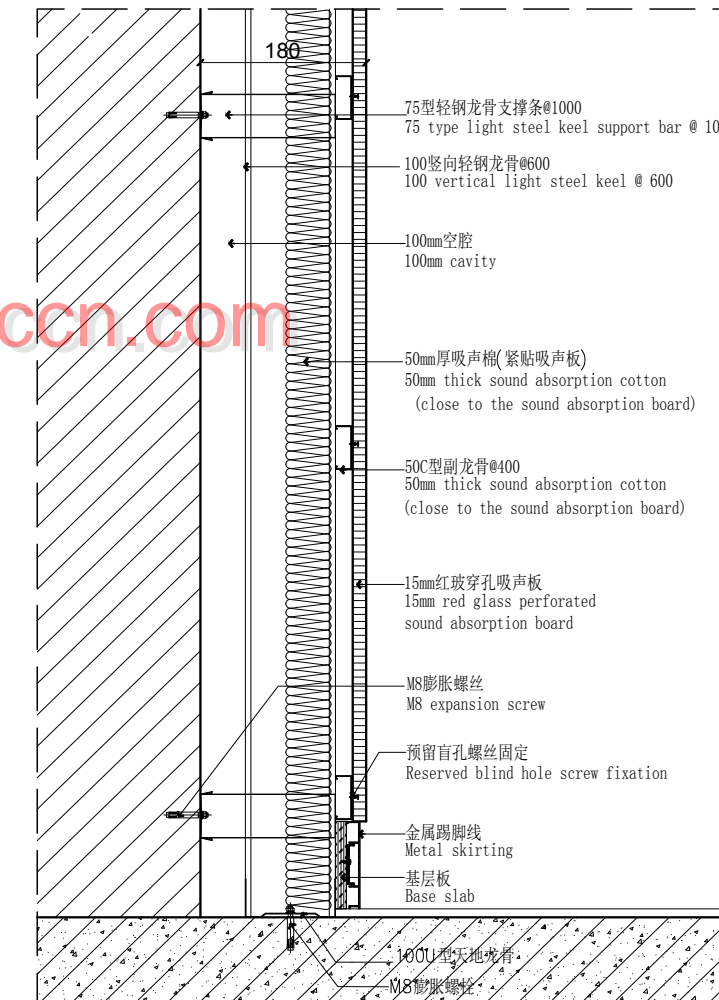 180
75型轻钢龙骨支撑条@1000
75 type light steel keel support bar @ 10
100竖向轻钢龙骨@600
100 vertical light steel keel @ 600
100mm空腔
100mm cavity
ccn.com
50mm厚吸声棉(紧贴吸声板)
50mm thick sound absorption cotton
(close to the sound absorption board)
50C型副龙骨@400
50mm thick sound absorption cotton
(close to the sound absorption board)
15mm红玻穿孔吸声板
15mm red glass perforated
sound absorption board
M8膨胀螺丝
M8 expansion screw
预留盲孔螺丝固定
Reserved blind hole screw fixation
金属踢脚线
Metal skirting
基层板
Base slab
100U型天地龙骨
M8膨胀螺栓